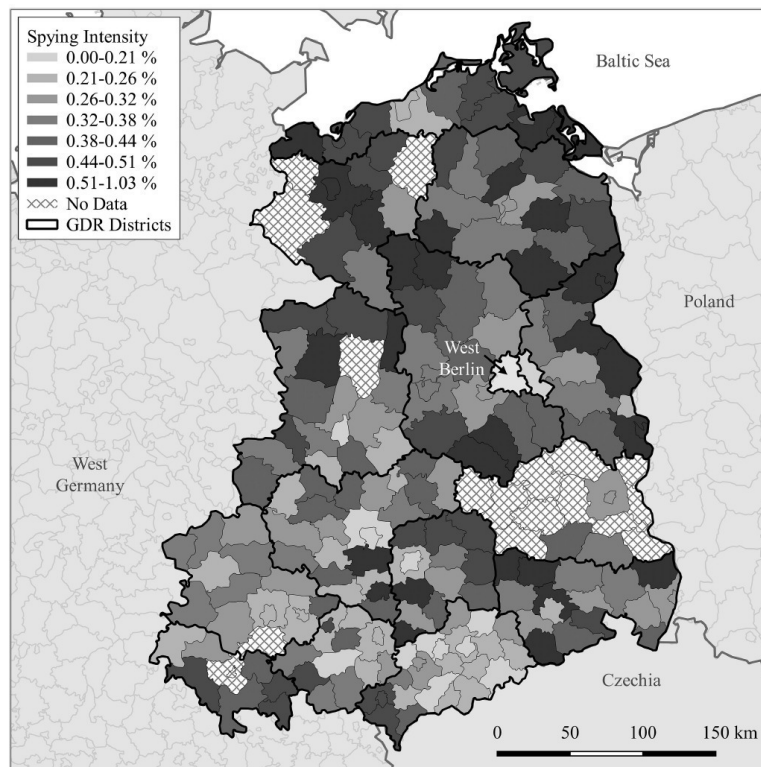 Spying Intensity
0.00-0.21 %
0.21-0.26 %
0.26-0.32 %
0.32-0.38 %
0.38-0.44 %
0.44-0.51 %
0.51-1.03 %
No Data
GDR Districts
Baltic Sea
Poland
West
Berlin
West
Germany
Czechia
0 50 100 150 km